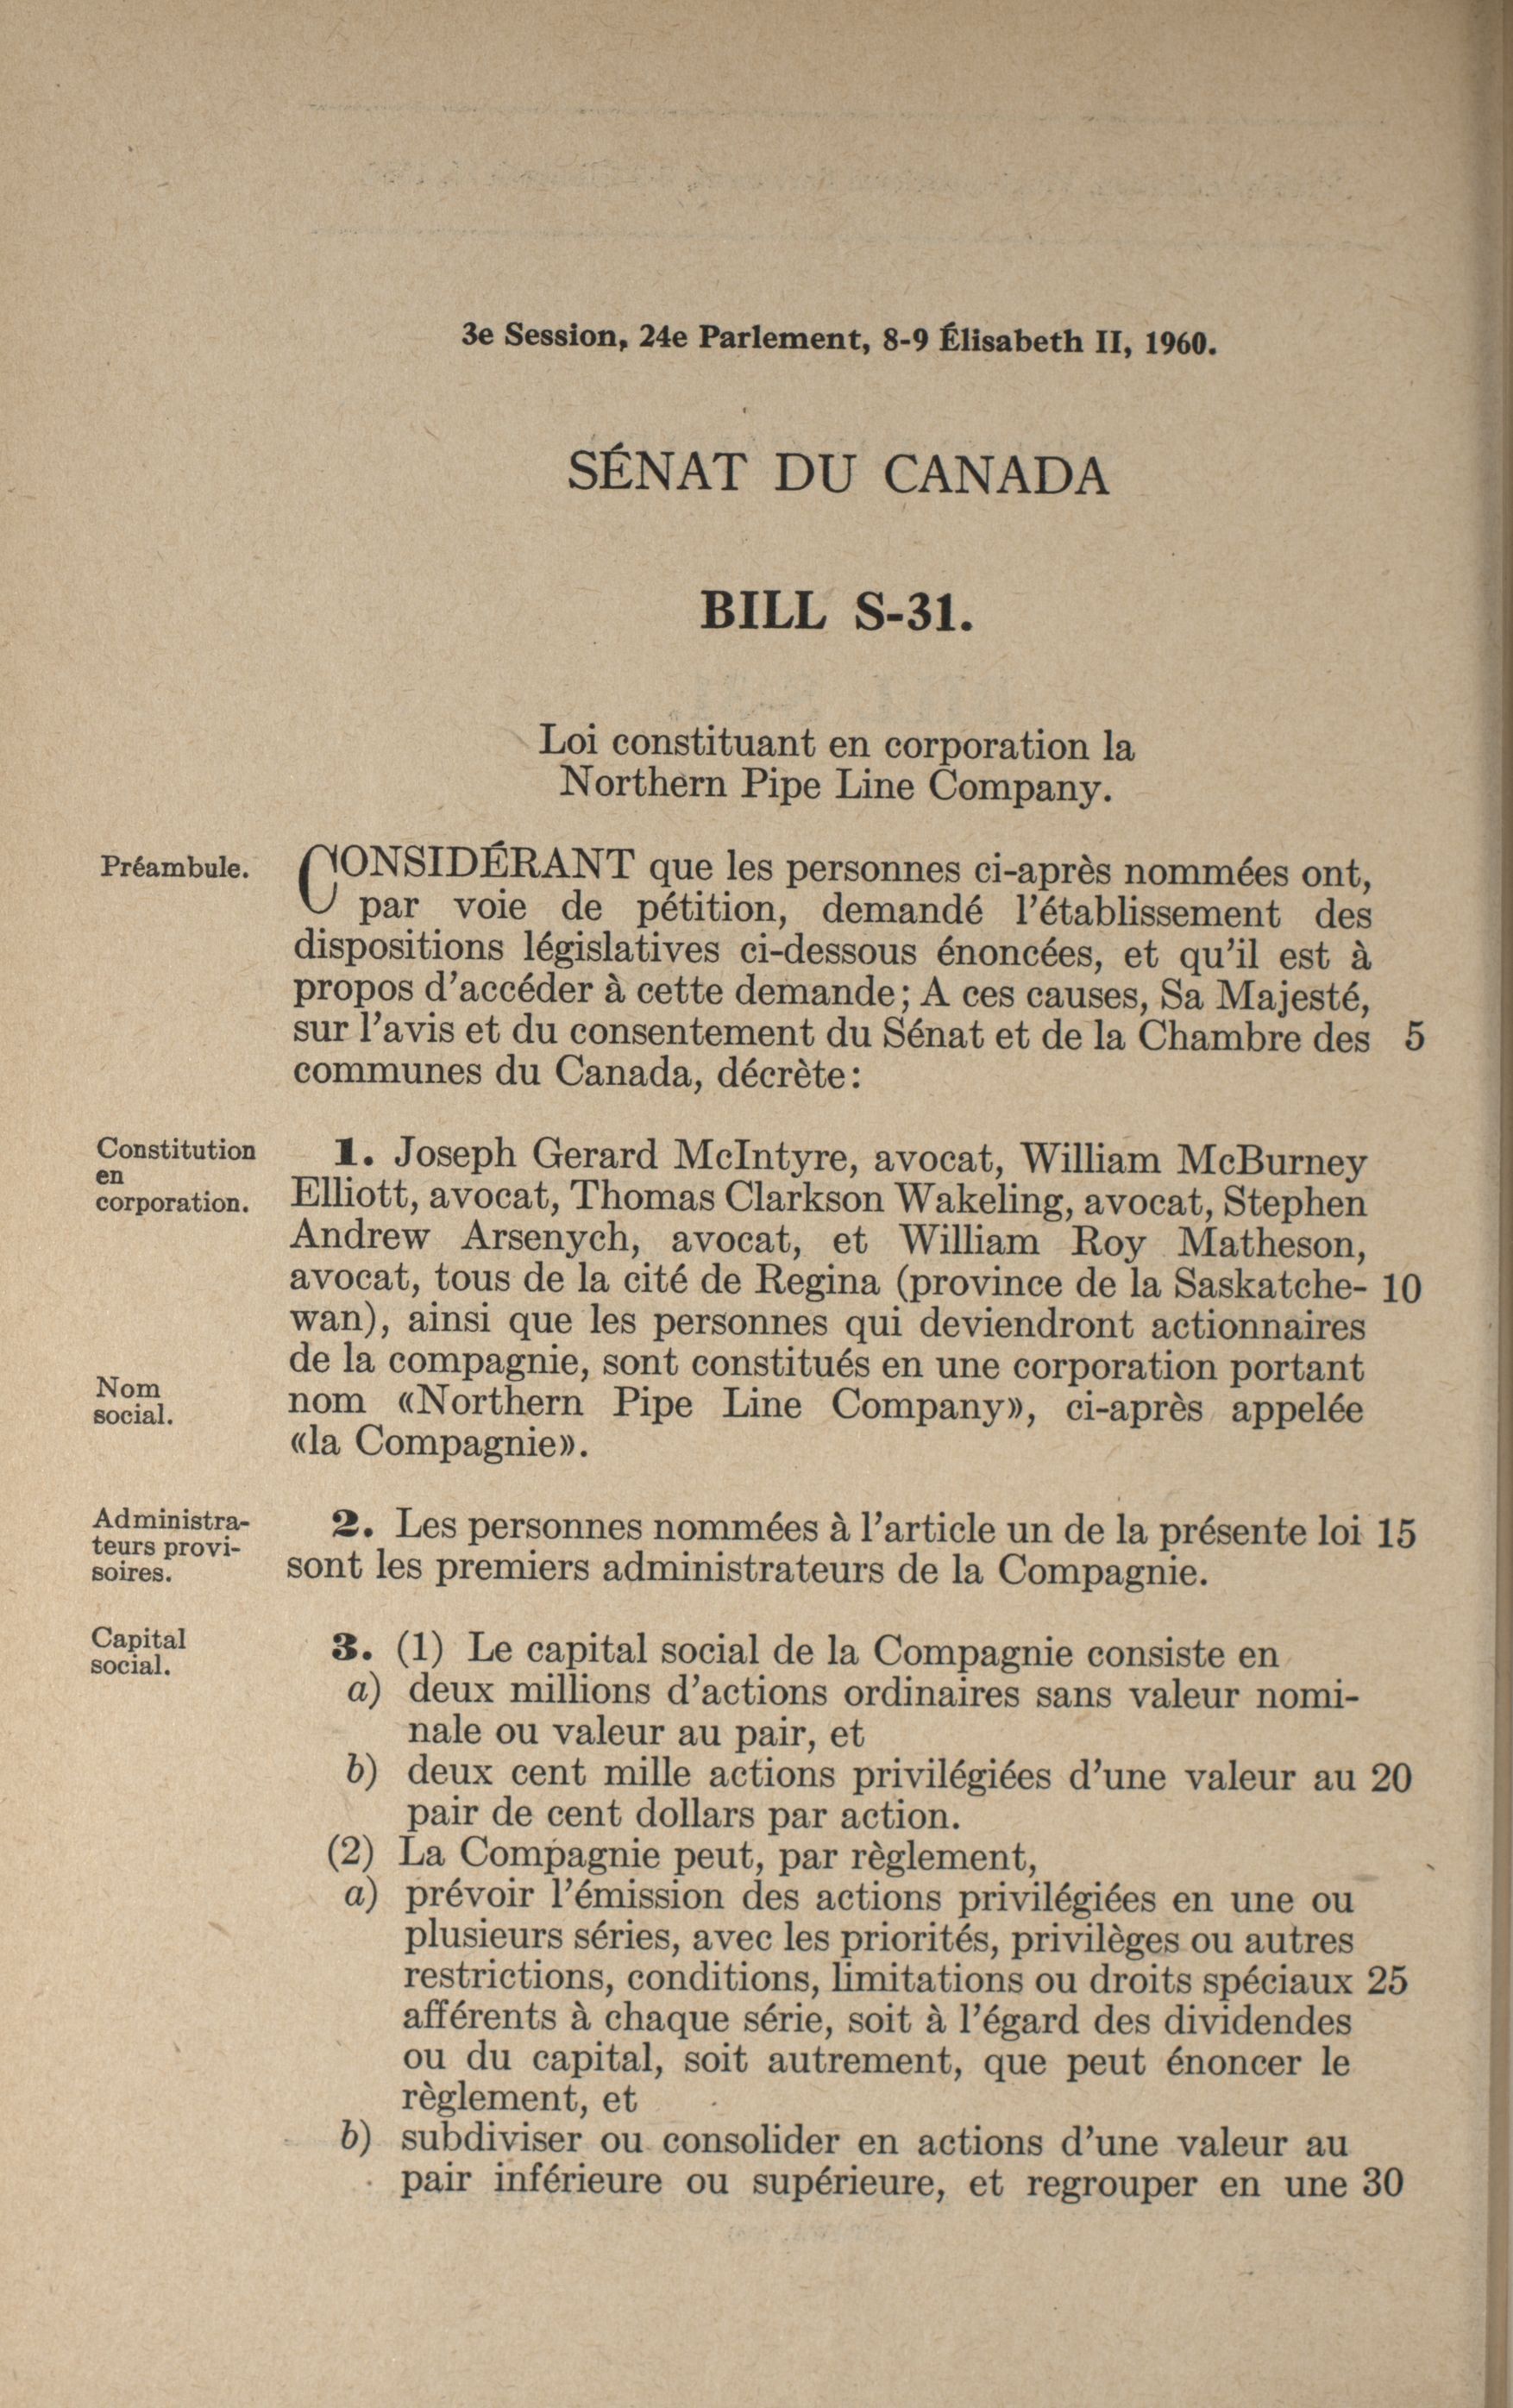 3e Session, 24e Parlement, 8-9 Élisabeth II, 1960.
SÉNAT DU CANADA
BILL S-31.
Loi constituant en corporation la
Northern Pipe Line Company.
Préambule.
CONSIDÉRANT que les personnes ci-après nommées ont,
par voie de pétition, demandé l'établissement des
dispositions législatives ci-dessous énoncées, et qu'il est à
propos d'accéder à cette demande; A ces causes, Sa Majesté,
sur l'avis et du consentement du Sénat et de la Chambre des 5
communes du Canada, décrète:
Constitution
en
corporation.
1. Joseph Gerard McIntyre, avocat, William McBurney
Elliott, avocat, Thomas Clarkson Wakeling, avocat, Stephen
Andrew Arsenych, avocat, et William Roy Matheson,
avocat, tous de la cité de Regina (province de la Saskatche- 10
wan), ainsi que les personnes qui deviendront actionnaires
de la compagnie, sont constitués en une corporation portant
Nom
social.
nom «Northern Pipe Line Company», ci-après appelée
«la Compagnie».
Administra-
teurs provi-
soires.
2. Les personnes nommées à l'article un de la présente loi 15
sont les premiers administrateurs de la Compagnie.
Capital
social.
3. (1) Le capital social de la Compagnie consiste en
a) deux millions d'actions ordinaires sans valeur nomi-
nale ou valeur au pair, et
b) deux cent mille actions privilégiées d'une valeur au 20
pair de cent dollars par action.
(2) La Compagnie peut, par règlement,
a) prévoir l'émission des actions privilégiées en une ou
plusieurs séries, avec les priorités, privilèges ou autres
restrictions, conditions, limitations ou droits spéciaux 25
afférents à chaque série, soit à l'égard des dividendes
ou du capital, soit autrement, que peut énoncer le
règlement, et
b) subdiviser ou consolider en actions d'une valeur au
pair inférieure ou supérieure, et regrouper en une 30